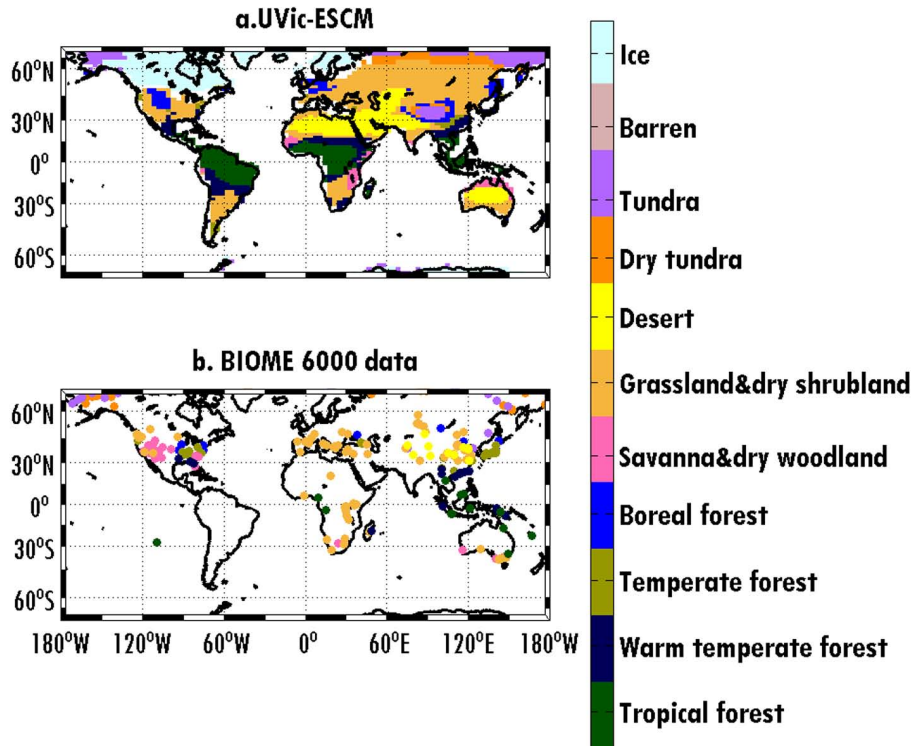 a.UVic-ESCM
60°N
30°N
0°
30°S
60°S
b. BIOME 6000 data
60°N
30°N
0°
30°S
60°S
180°W 120°W 60°W 0° 60°E 120°E 180°W
Ice
Barren
Tundra
Dry tundra
Desert
Grassland&dry shrubland
Savanna&dry woodland
Boreal forest
Temperate forest
Warm temperate forest
Tropical forest